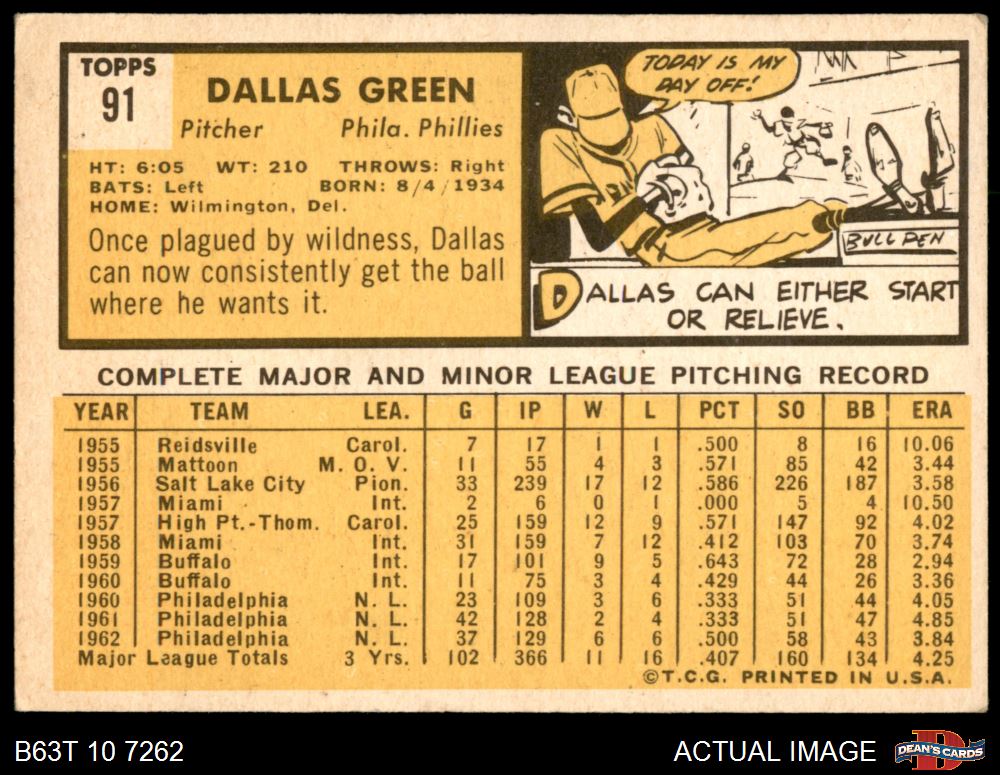 TOPPS
91
DALLAS GREEN
Pitcher Phila. Phillies
HT: 6:05 WT: 210 THROWS: Right
BATS: Left BORN: 8/4/1934
HOME: Wilmington, Del.
Once plagued by wildness, Dallas
can now consistently get the ball
where he wants it.
TODAY IS MY
DAY OFF!
BULL PEN
DALLAS CAN EITHER START
OR RELIEVE.
COMPLETE MAJOR AND MINOR LEAGUE PITCHING RECORD
YEAR TEAM LEA. G IP W L PCT SO BB ERA
1955 Reidsville Carol. 7 17 1 1 .500 8 16 10.06
1955 Mattoon M. O. V. 11 55 4 3 .571 85 42 3.44
1956 Salt Lake City Pion. 33 239 17 12 .586 226 187 3.58
1957 Miami Int. 2 6 0 1 .000 5 4 10.50
1957 High Pt.-Thom. Carol. 25 159 12 9 .571 147 92 4.02
1958 Miami Int. 31 159 7 12 .412 103 70 3.74
1959 Buffalo Int. 17 101 9 5 .643 72 28 2.94
1960 Buffalo Int. 11 75 3 4 .429 44 26 3.36
1960 Philadelphia N. L. 23 109 3 6 .333 51 44 4.05
1961 Philadelphia N. L. 42 128 2 4 .333 51 47 4.85
1962 Philadelphia N. L. 37 129 6 6 .500 58 43 3.84
Major League Totals 3 Yrs. 102 366 11 16 .407 160 134 4.25
©T.C.G. PRINTED IN U.S.A.
B63T 10 7262 ACTUAL IMAGE
DEAN'S CARDS